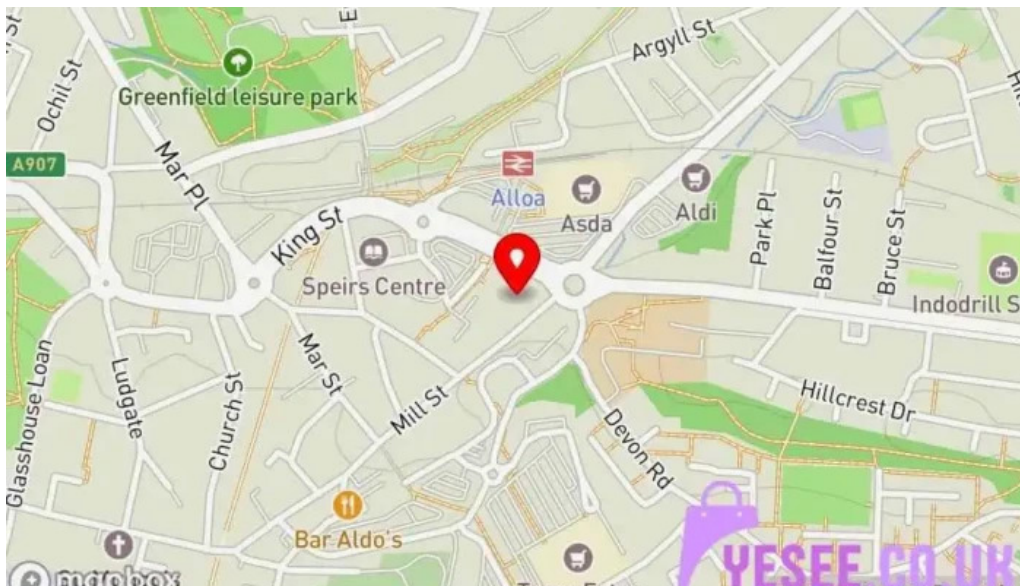 Argyll St
Ochil St
Greenfield leisure park
A907
Mar Pl
Alloa
Asda
Aldi
Park Pl
Balfour St
Bruce St
King St
Speirs Centre
Indodrill S
Glasshouse Loan
Ludgate
Church St
Mar St
Mill St
Hillcrest Dr
Devon Rd
Bar Aldo's
mapbox
YESEE.CO.UK